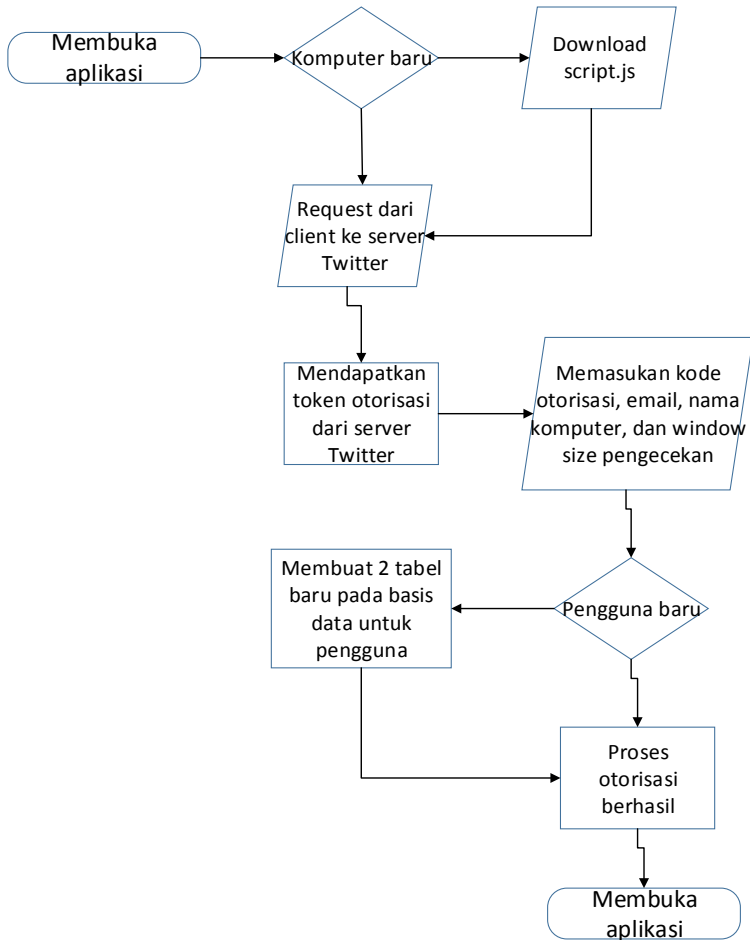 Membuka
aplikasi
Komputer baru
Download
script.js
Request dari
client ke server
Twitter
Mendapatkan
token otorisasi
dari server
Twitter
Memasukan kode
otorisasi, email, nama
komputer, dan window
size pengecekan
Pengguna baru
Membuat 2 tabel
baru pada basis
data untuk
pengguna
Proses
otorisasi
berhasil
Membuka
aplikasi